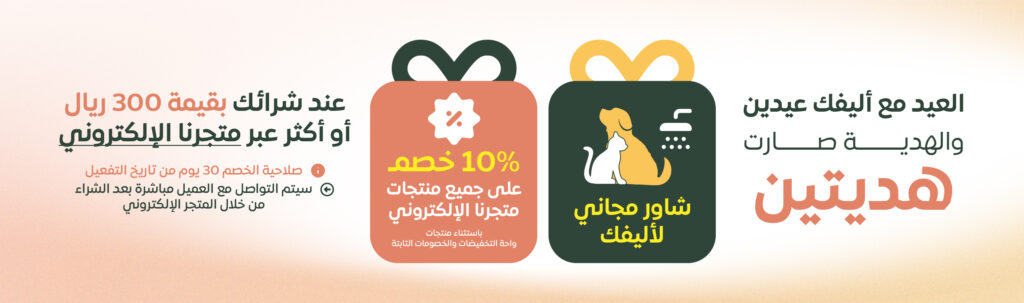 العيد مع أليفك عيدين
والهديـــة صـــارت
هديتين
شاور مجاني
لأليفك
10% خصم
على جميع منتجات
متجرنا الإلكتروني
باستثناء منتجات
واحة التخفيضات والخصومات الثابتة
عند شرائك بقيمة 300 ريال
أو أكثر عبر متجرنا الإلكتروني
صلاحية الخصم 30 يوم من تاريخ التفعيل
سيتم التواصل مع العميل مباشرة بعد الشراء
من خلال المتجر الإلكتروني